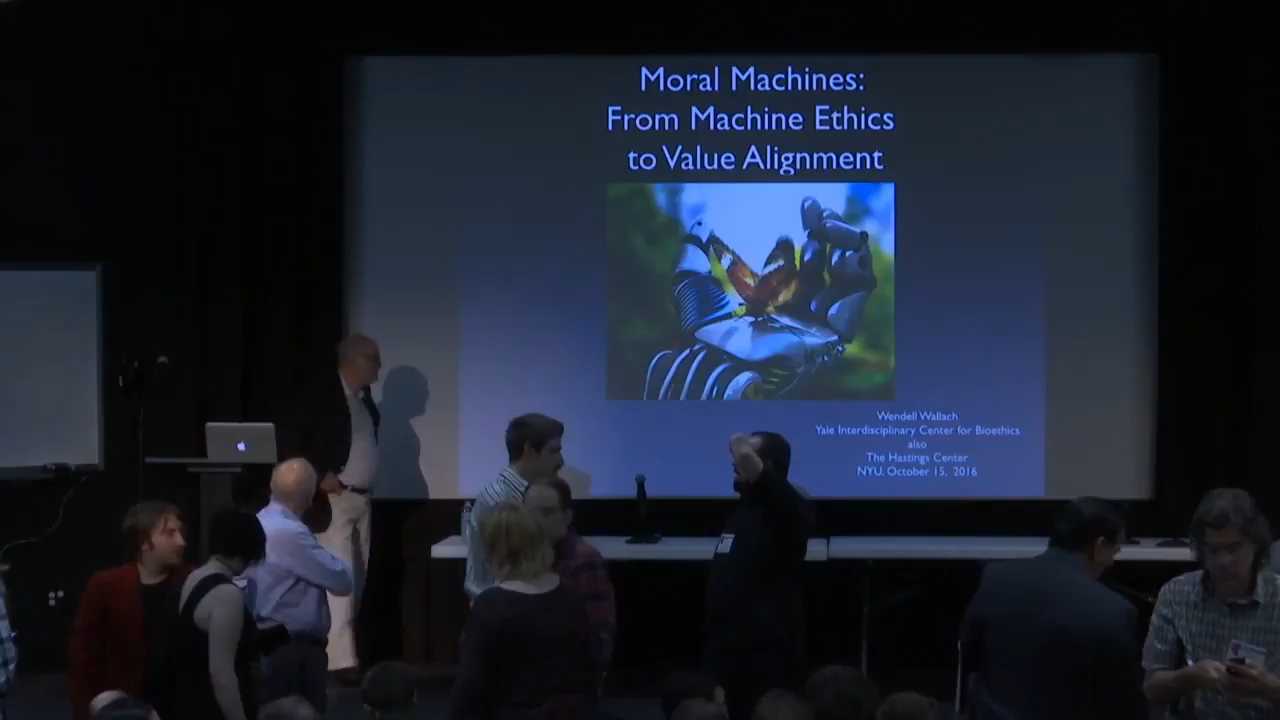 Moral Machines:
From Machine Ethics
to Value Alignment
Wendell Wallach
Yale Interdisciplinary Center for Bioethics
also
The Hastings Center
NYU, October 15, 2016